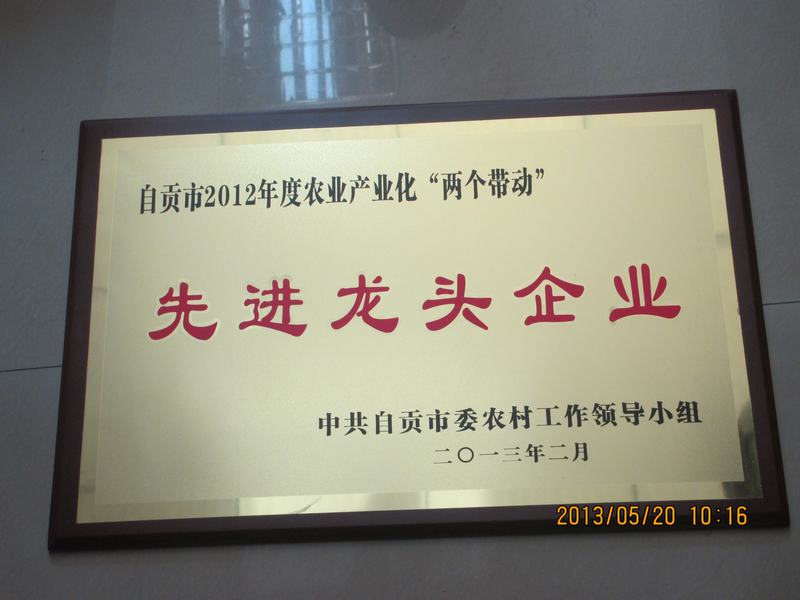 自贡市2012年度农业产业化“两个带动”
先进龙头企业
中共自贡市委农村工作领导小组
二〇一三年二月
2013/05/20 10:16